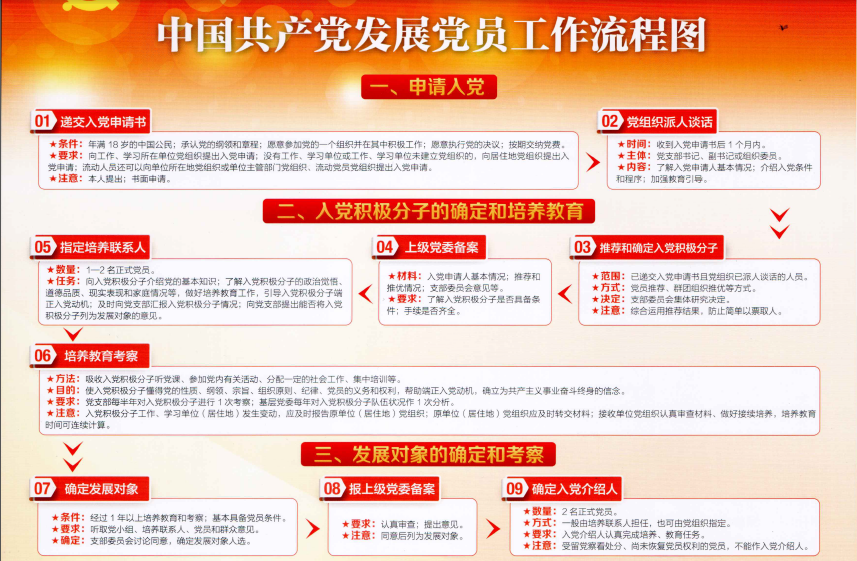 中国共产党发展党员工作流程图
一、申请入党
01 递交入党申请书
★条件：年满 18 岁的中国公民；承认党的纲领和章程；愿意参加党的一个组织并在其中积极工作；愿意执行党的决议；按期交纳党费。
★要求：向工作、学习所在单位党组织提出入党申请；没有工作、学习单位或工作、学习单位未建立党组织的，向居住地党组织提出入
党申请；流动人员还可以向单位所在地党组织或单位主管部门党组织、流动党员党组织提出入党申请。
★注意：本人提出；书面申请。
02 党组织派人谈话
★时间：收到入党申请书后 1 个月内。
★主体：党支部书记、副书记或组织委员。
★内容：了解入党申请人基本情况；介绍入党条件
和程序；加强教育引导。
二、入党积极分子的确定和培养教育
05 指定培养联系人
★数量：1—2 名正式党员。
★任务：向入党积极分子介绍党的基本知识；了解入党积极分子的政治觉悟、
道德品质、现实表现和家庭情况等，做好培养教育工作，引导入党积极分子端
正入党动机；及时向党支部汇报入党积极分子情况；向党支部提出能否将入党
积极分子列为发展对象的意见。
04 上级党委备案
★材料：入党申请人基本情况；推荐和
推优情况；支部委员会意见等。
★要求：了解入党积极分子是否具备条
件；手续是否齐全。
03 推荐和确定入党积极分子
★范围：已递交入党申请书且党组织已派人谈话的人员。
★方式：党员推荐、群团组织推优等方式。
★决定：支部委员会集体研究决定。
★注意：综合运用推荐结果，防止简单以票取人。
06 培养教育考察
★方法：吸收入党积极分子听党课、参加党内有关活动、分配一定的社会工作、集中培训等。
★目的：使入党积极分子懂得党的性质、纲领、宗旨、组织原则、纪律、党员的义务和权利，帮助端正入党动机，确立为共产主义事业奋斗终身的信念。
★要求：党支部每半年对入党积极分子进行 1 次考察；基层党委每年对入党积极分子队伍状况作 1 次分析。
★注意：入党积极分子工作、学习单位（居住地）发生变动，应及时报告原单位（居住地）党组织；原单位（居住地）党组织应及时转交材料；接收单位党组织认真审查材料、做好接续培养，培养教育
时间可连续计算。
三、发展对象的确定和考察
07 确定发展对象
★条件：经过 1 年以上培养教育和考察；基本具备党员条件。
★要求：听取党小组、培养联系人、党员和群众意见。
★确定：支部委员会讨论同意，确定发展对象人选。
08 报上级党委备案
★要求：认真审查；提出意见。
★注意：同意后列为发展对象。
09 确定入党介绍人
★数量：2 名正式党员。
★方式：一般由培养联系人担任，也可由党组织指定。
★要求：入党介绍人认真完成培养、教育任务。
★注意：受留党察看处分、尚未恢复党员权利的党员，不能作入党介绍人。